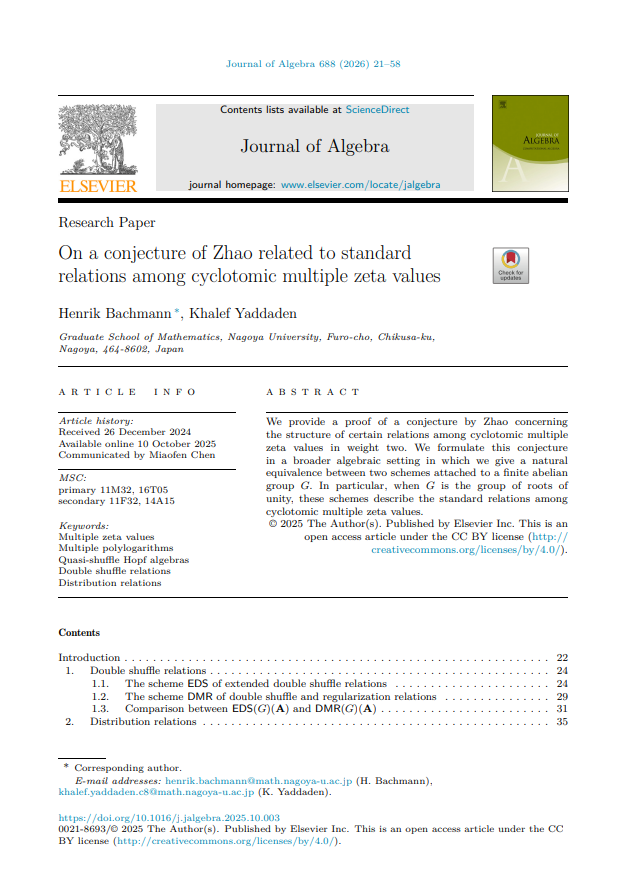 Journal of Algebra 688 (2026) 21–58
Contents lists available at ScienceDirect
Journal of Algebra
journal homepage: www.elsevier.com/locate/jalgebra
ELSEVIER
JOURNAL OF
ALGEBRA
Research Paper
On a conjecture of Zhao related to standard
relations among cyclotomic multiple zeta values
Check for
updates
Henrik Bachmann *, Khalef Yaddaden
Graduate School of Mathematics, Nagoya University, Furo-cho, Chikusa-ku,
Nagoya, 464-8602, Japan
ARTICLE INFO
Article history:
Received 26 December 2024
Available online 10 October 2025
Communicated by Miaofen Chen
MSC:
primary 11M32, 16T05
secondary 11F32, 14A15
Keywords:
Multiple zeta values
Multiple polylogarithms
Quasi-shuffle Hopf algebras
Double shuffle relations
Distribution relations
ABSTRACT
We provide a proof of a conjecture by Zhao concerning
the structure of certain relations among cyclotomic multiple
zeta values in weight two. We formulate this conjecture
in a broader algebraic setting in which we give a natural
equivalence between two schemes attached to a finite abelian
group G. In particular, when G is the group of roots of
unity, these schemes describe the standard relations among
cyclotomic multiple zeta values.
© 2025 The Author(s). Published by Elsevier Inc. This is an
open access article under the CC BY license (http://
creativecommons.org/licenses/by/4.0/).
Contents
Introduction . . . . . . . . . . . . . . . . . . . . . . . . . . . . . . . . . . . . . . . . 22
1. Double shuffle relations . . . . . . . . . . . . . . . . . . . . . . . . . . . . . . . . 24
1.1. The scheme EDS of extended double shuffle relations . . . . . . . . . . . . . . 24
1.2. The scheme DMR of double shuffle and regularization relations . . . . . . . . 29
1.3. Comparison between EDS(G)(A) and DMR(G)(A) . . . . . . . . . . . . . . . . 31
2. Distribution relations . . . . . . . . . . . . . . . . . . . . . . . . . . . . . . . . . 35
* Corresponding author.
E-mail addresses: henrik.bachmann@math.nagoya-u.ac.jp (H. Bachmann),
khalef.yaddaden.c8@math.nagoya-u.ac.jp (K. Yaddaden).
https://doi.org/10.1016/j.jalgebra.2025.10.003
0021-8693/© 2025 The Author(s). Published by Elsevier Inc. This is an open access article under the CC
BY license (http://creativecommons.org/licenses/by/4.0/).